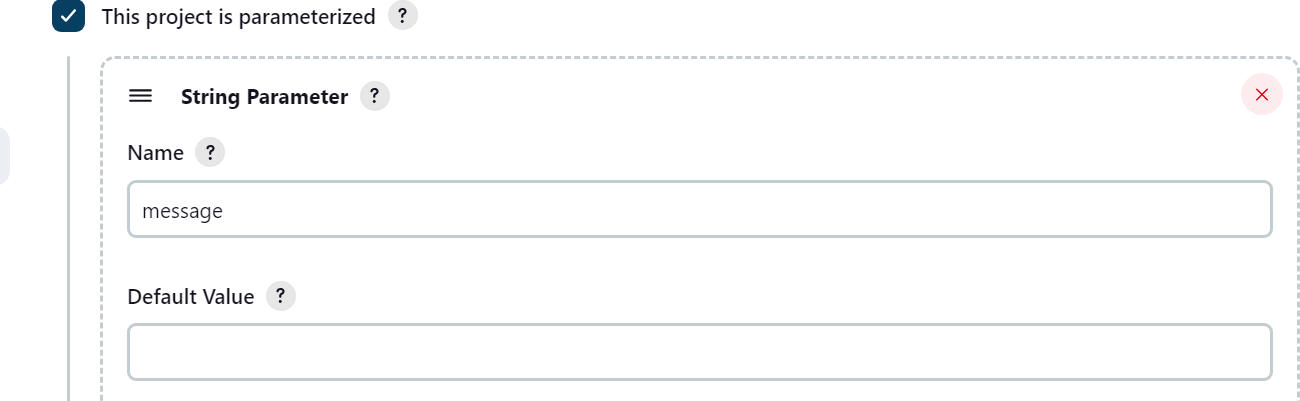 This project is parameterized ?
String Parameter ?
Name ?
message
Default Value ?